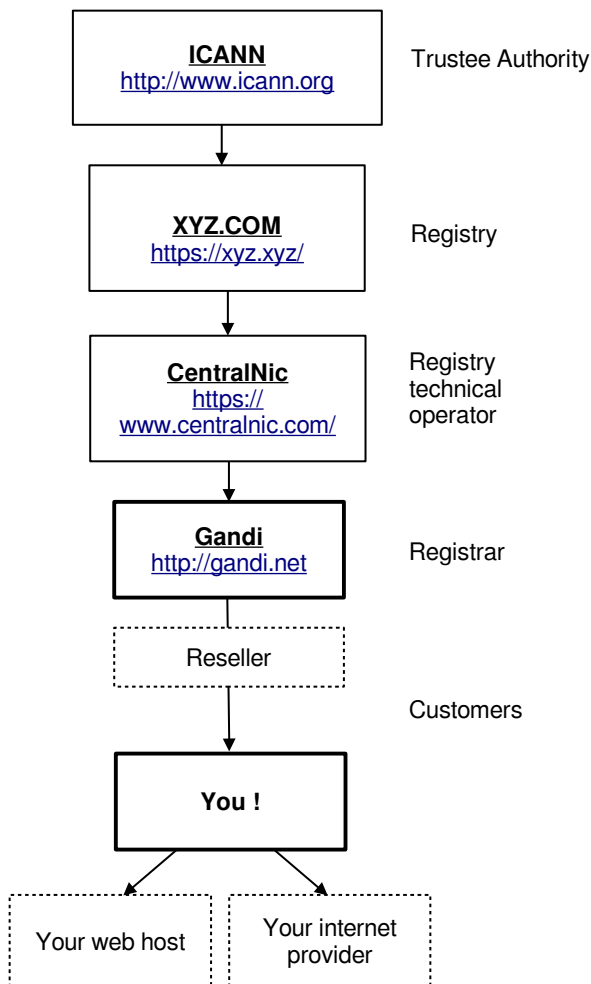 ICANN
http://www.icann.org
Trustee Authority
XYZ.COM
https://xyz.xyz/
Registry
CentralNic
https://
www.centralnic.com/
Registry
technical
operator
Gandi
http://gandi.net
Registrar
Reseller
Customers
You !
Your web host
Your internet
provider